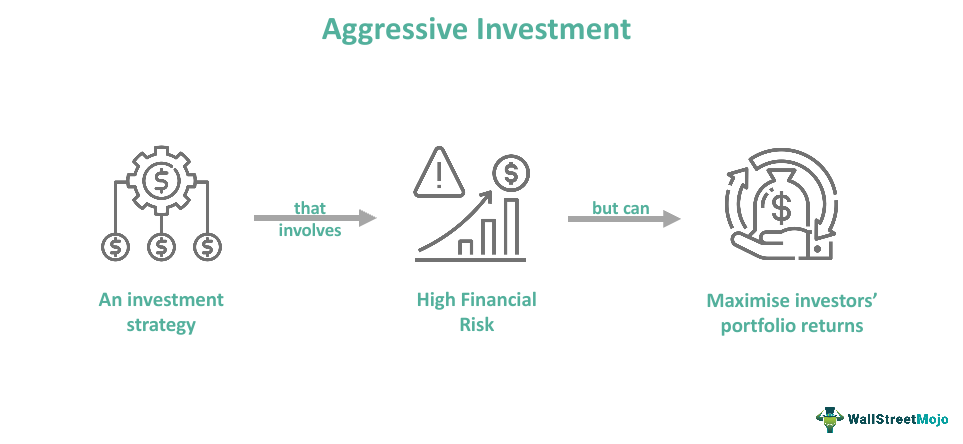 Aggressive Investment
$
$ $ $
An investment
strategy
that
involves
!
$
High Financial
Risk
but can
$
Maximise investors’
portfolio returns
WallStreetMojo